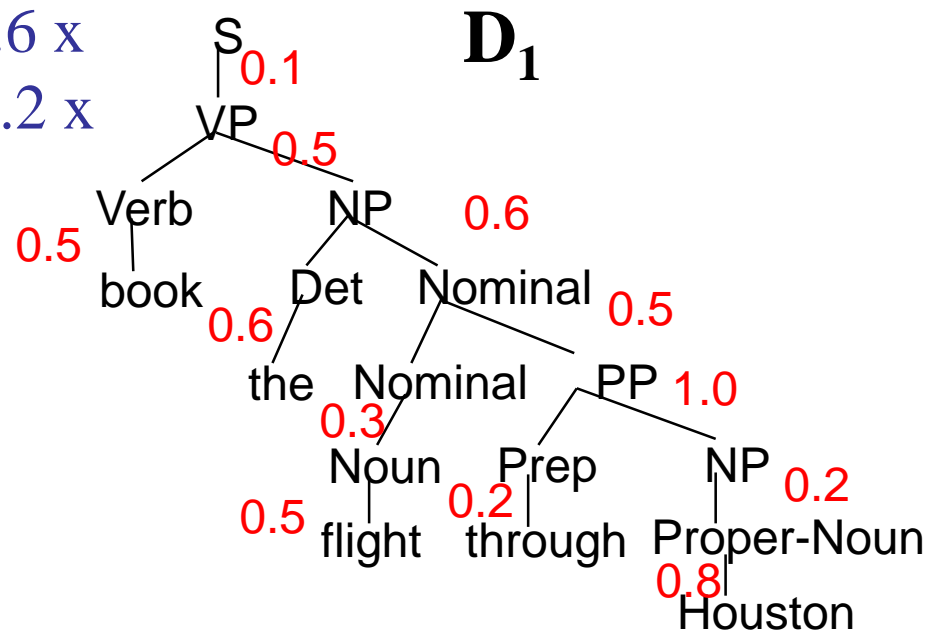 .6 x
.2 x
D₁
S
0.1
VP
0.5
Verb
NP
0.6
0.5
book
Det
Nominal
0.5
0.6
the
Nominal
PP
1.0
0.3
Noun
Prep
NP
0.2
0.5
0.2
flight
through
Proper-Noun
0.8
Houston